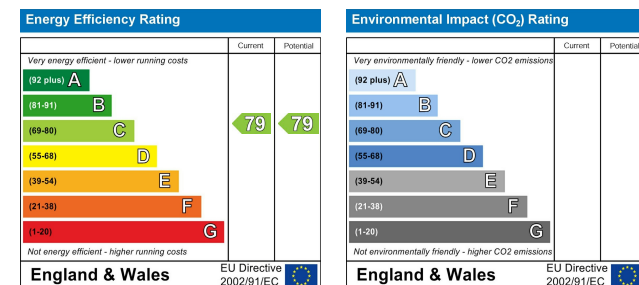 Energy Efficiency Rating
Current Potential
Very energy efficient - lower running costs
(92 plus) A
(81-91) B
(69-80) C
79 79
(55-68) D
(39-54) E
(21-38) F
(1-20) G
Not energy efficient - higher running costs
England & Wales
EU Directive
2002/91/EC
Environmental Impact (CO₂) Rating
Current Potential
Very environmentally friendly - lower CO2 emissions
(92 plus) A
(81-91) B
(69-80) C
(55-68) D
(39-54) E
(21-38) F
(1-20) G
Not environmentally friendly - higher CO2 emissions
England & Wales
EU Directive
2002/91/EC